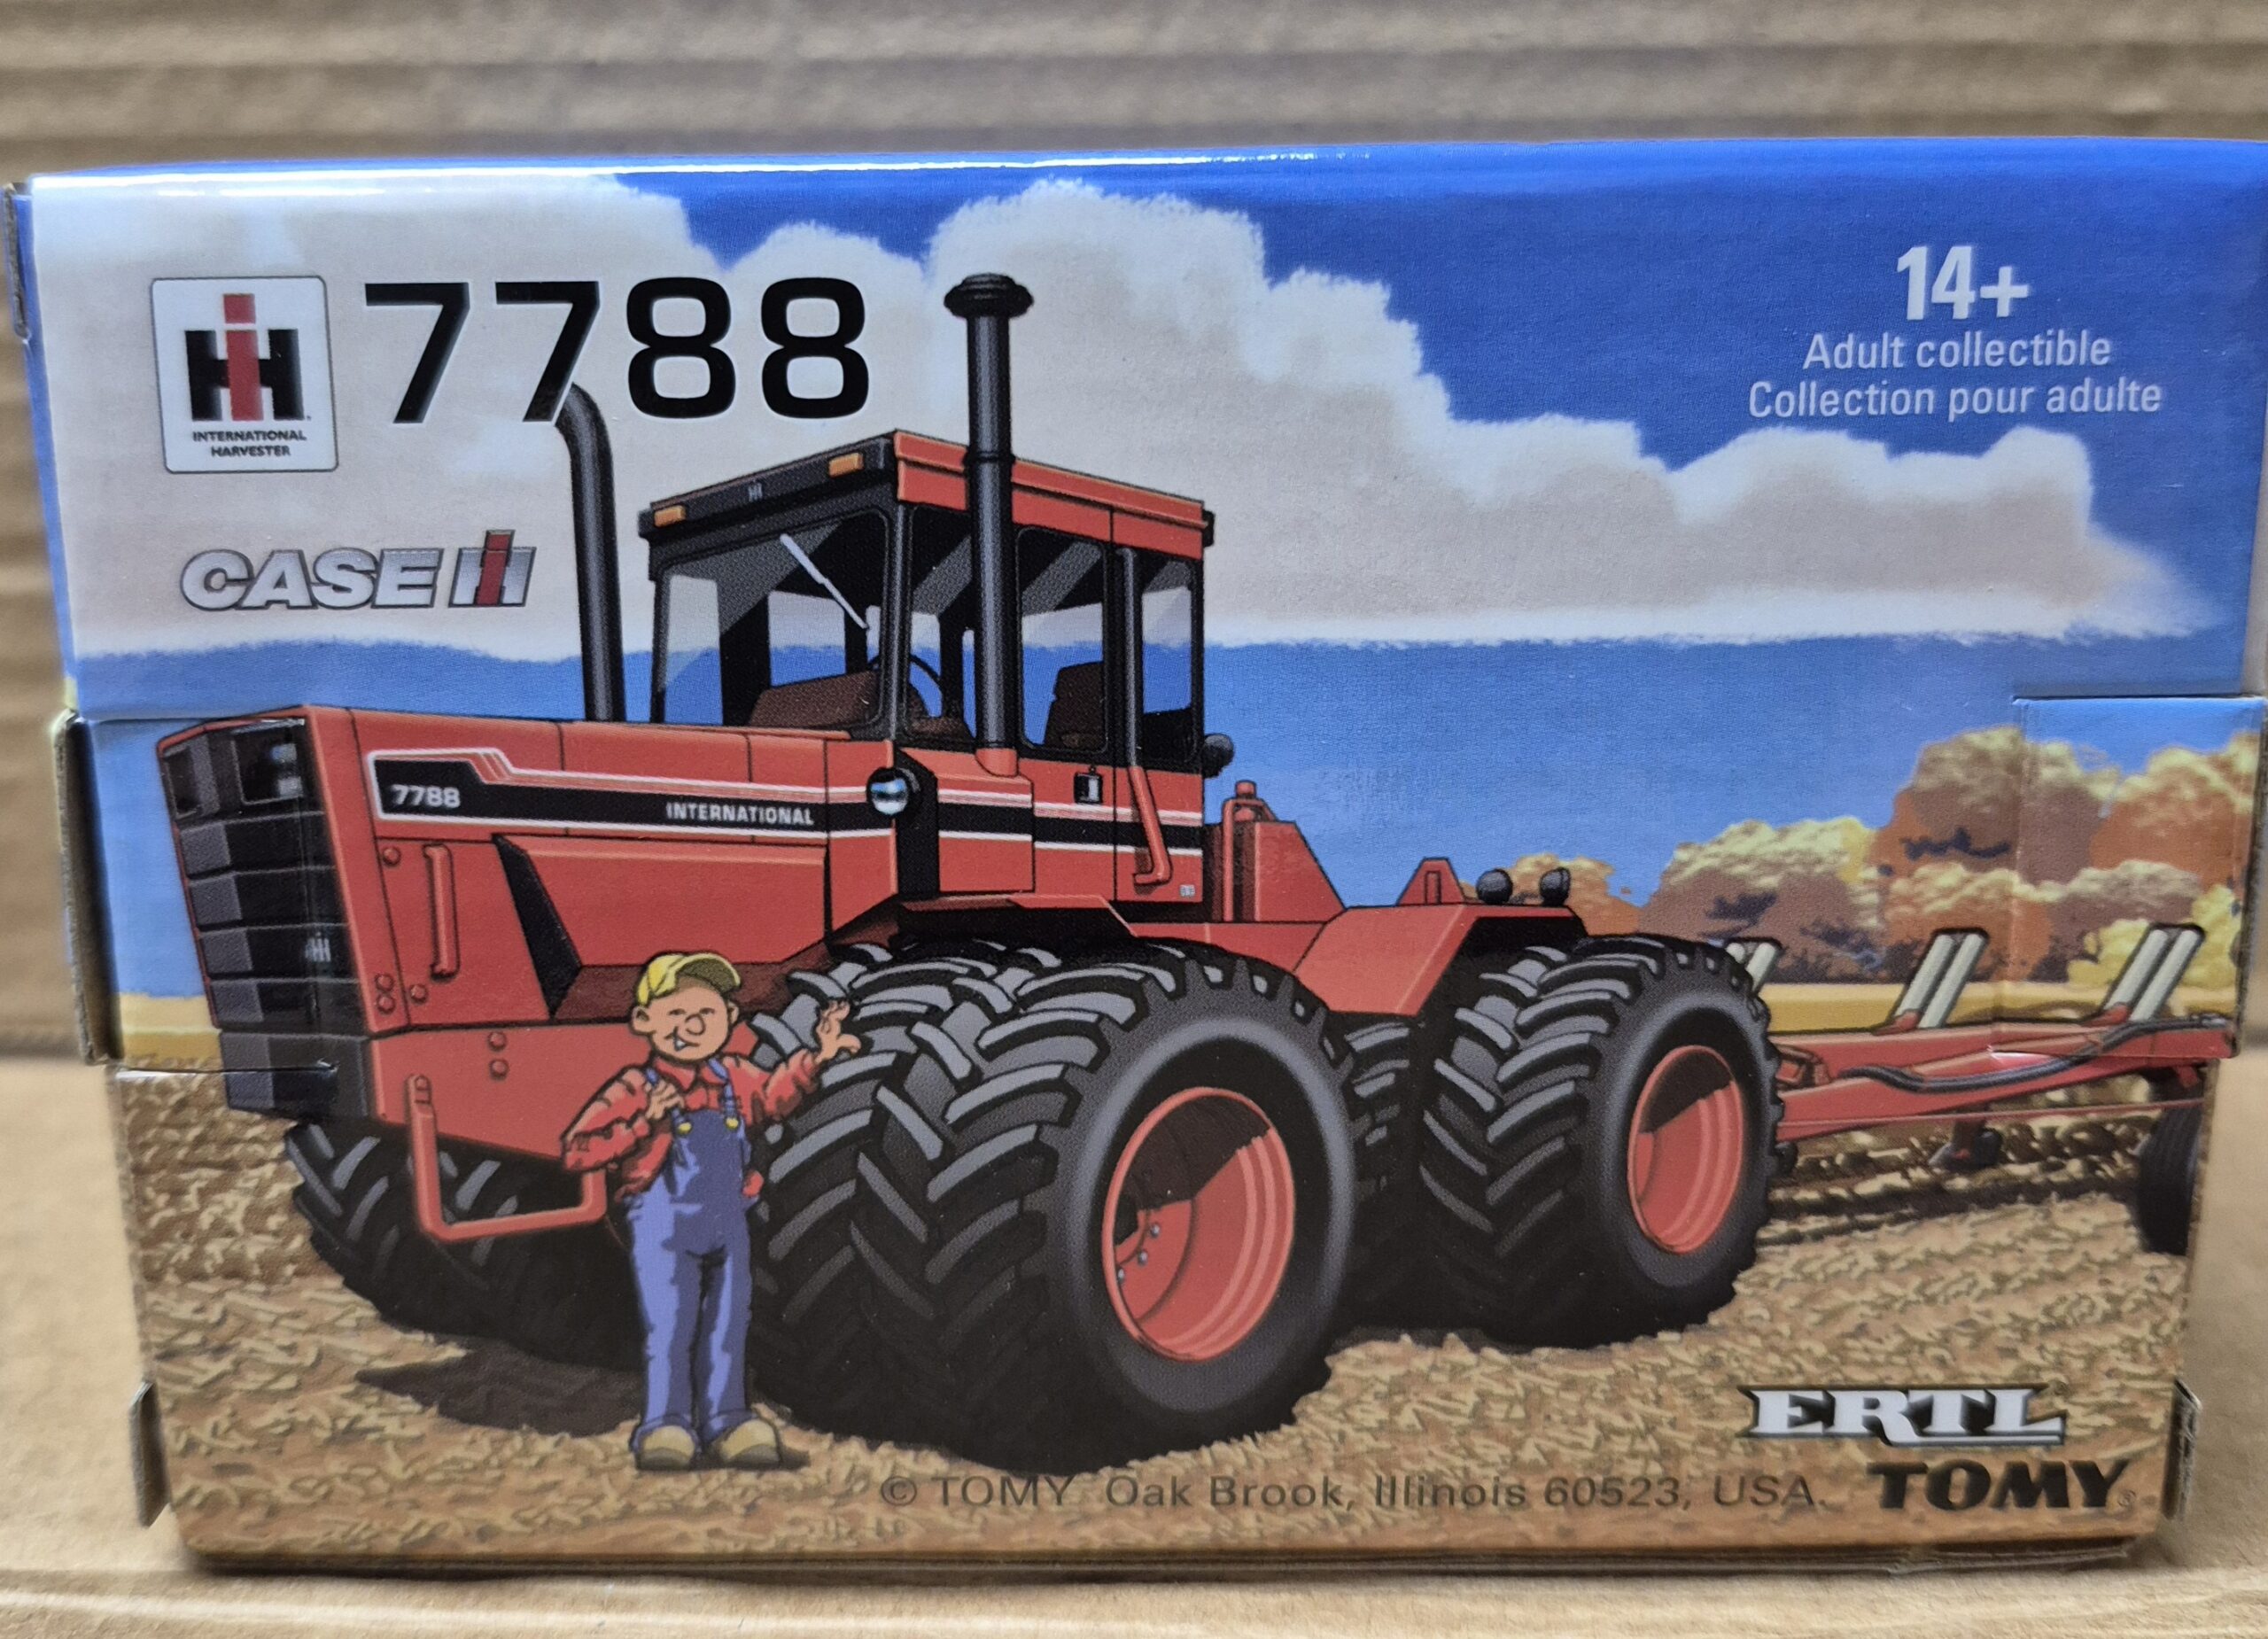 IH
INTERNATIONAL
HARVESTER
7788
14+
Adult collectible
Collection pour adulte
CASE IH
7788
INTERNATIONAL
ERTL
© TOMY Oak Brook, Illinois 60523, USA.
TOMY®